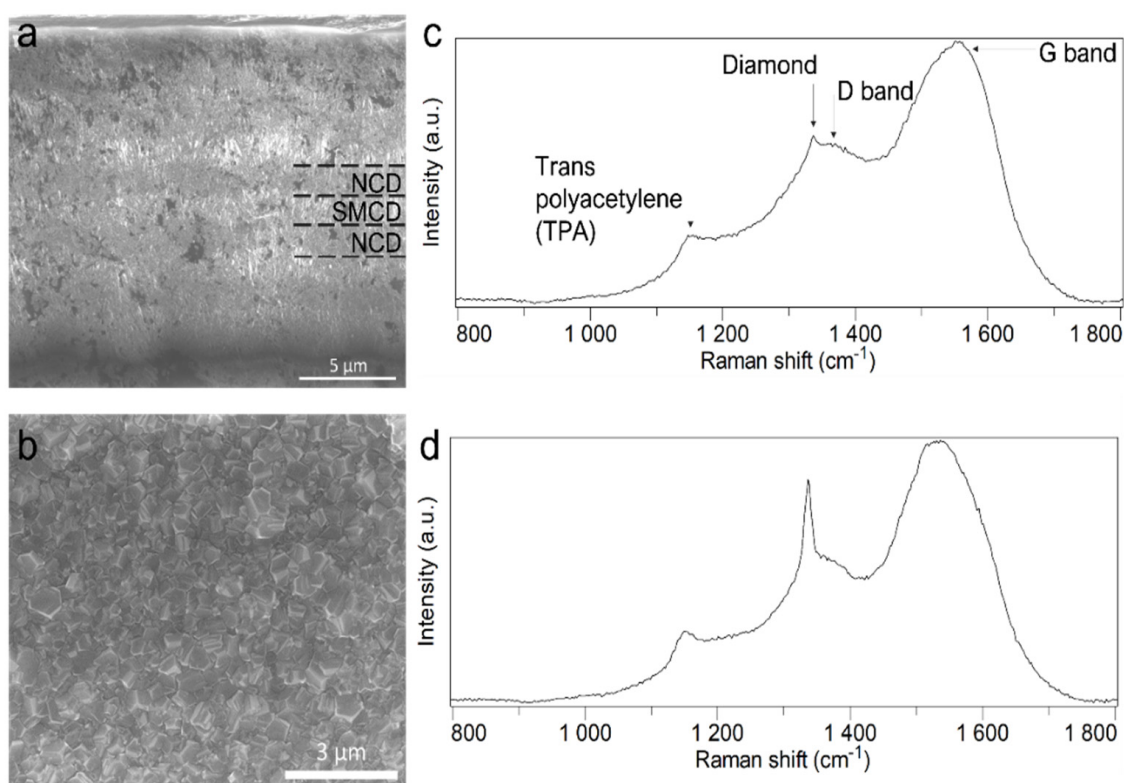 a
NCD
SMCD
NCD
5 µm
b
3 µm
c
Diamond
D band
G band
Trans
polyacetylene
(TPA)
Intensity (a.u.)
800 1 000 1 200 1 400 1 600 1 800
Raman shift (cm⁻¹)
d
Intensity (a.u.)
800 1 000 1 200 1 400 1 600 1 800
Raman shift (cm⁻¹)